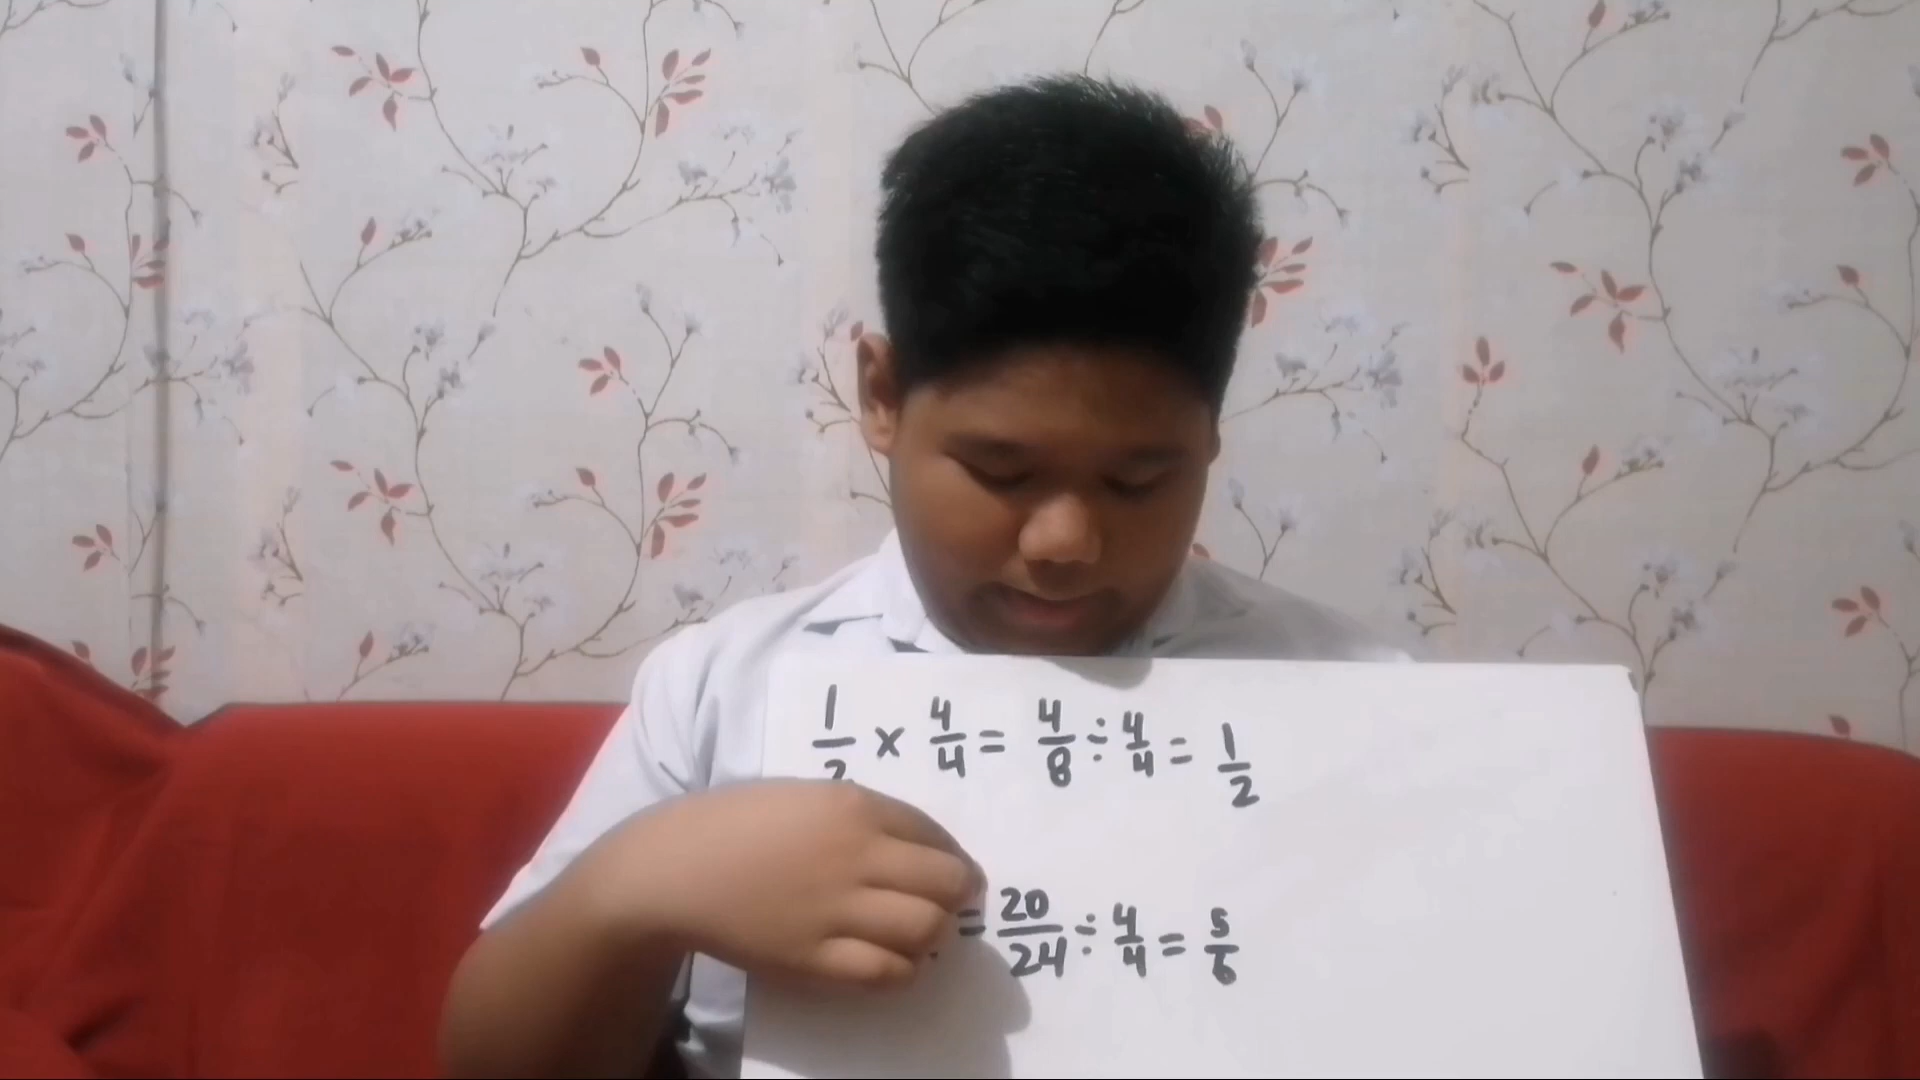 1/2 × 4/4 = 4/8 ÷ 4/4 = 1/2
= 20/24 ÷ 4/4 = 5/6